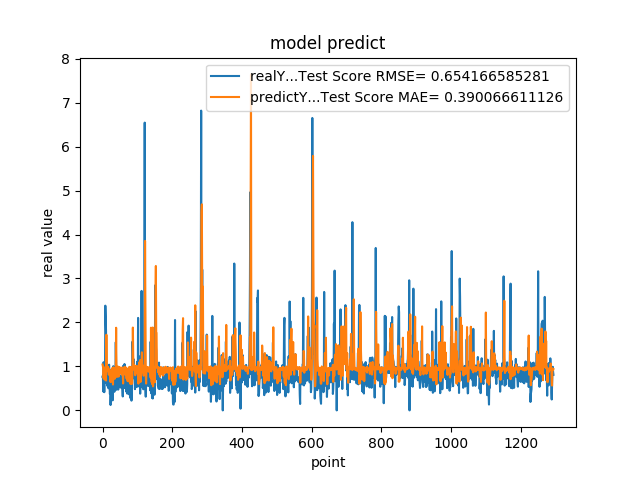 model predict
realY...Test Score RMSE= 0.654166585281
predictY...Test Score MAE= 0.390066611126
8
7
6
5
4
3
2
1
0
real value
0 200 400 600 800 1000 1200
point